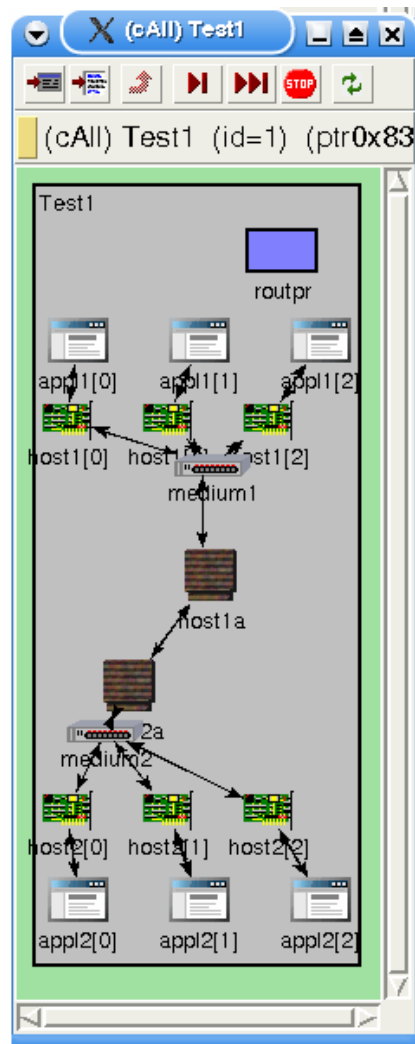 (cAll) Test1
STOP
(cAll) Test1 (id=1) (ptr0x83
Test1
routpr
appl1[0] appl1[1] appl1[2]
host1[0] host1[2]
medium1
host1a
2a
medium2
host2[0] host2[1] host2[2]
appl2[0] appl2[1] appl2[2]